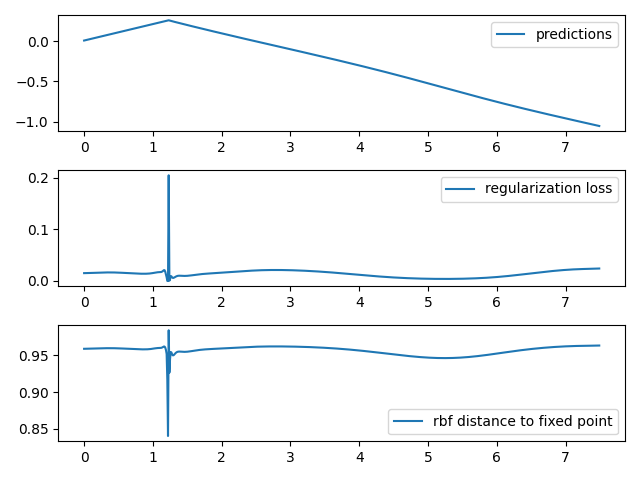 predictions
0.0
−0.5
−1.0
0 1 2 3 4 5 6 7
regularization loss
0.2
0.1
0.0
0 1 2 3 4 5 6 7
0.95
0.90
0.85
rbf distance to fixed point
0 1 2 3 4 5 6 7